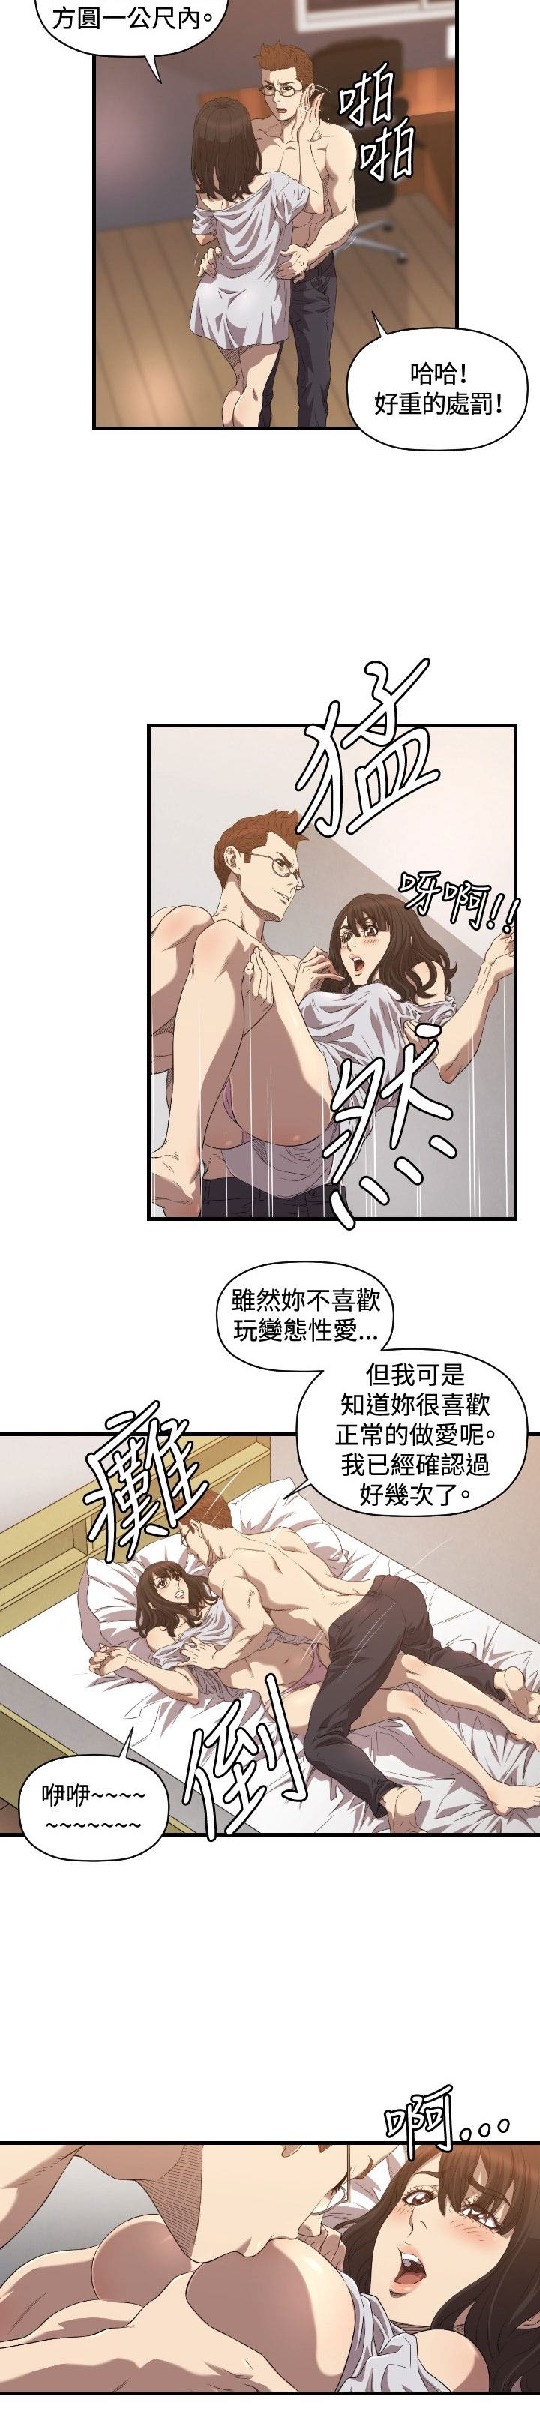 方圓一公尺內。
啪
啪
哈哈!
好重的處罰!
猛
呀啊!!
然
雖然妳不喜歡
玩變態性愛...
但我可是
知道妳很喜歡
正常的做愛呢。
我已經確認過
好幾次了。
癱
倒
咿咿~~~~
~~~~~~~
啊...